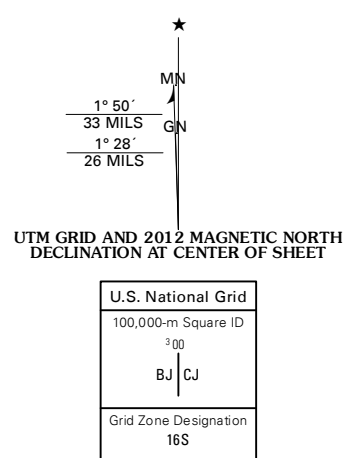 ★
MN
1° 50´
33 MILS
GN
1° 28´
26 MILS
UTM GRID AND 2012 MAGNETIC NORTH
DECLINATION AT CENTER OF SHEET
U.S. National Grid
100,000-m Square ID
³00
BJ CJ
Grid Zone Designation
16S